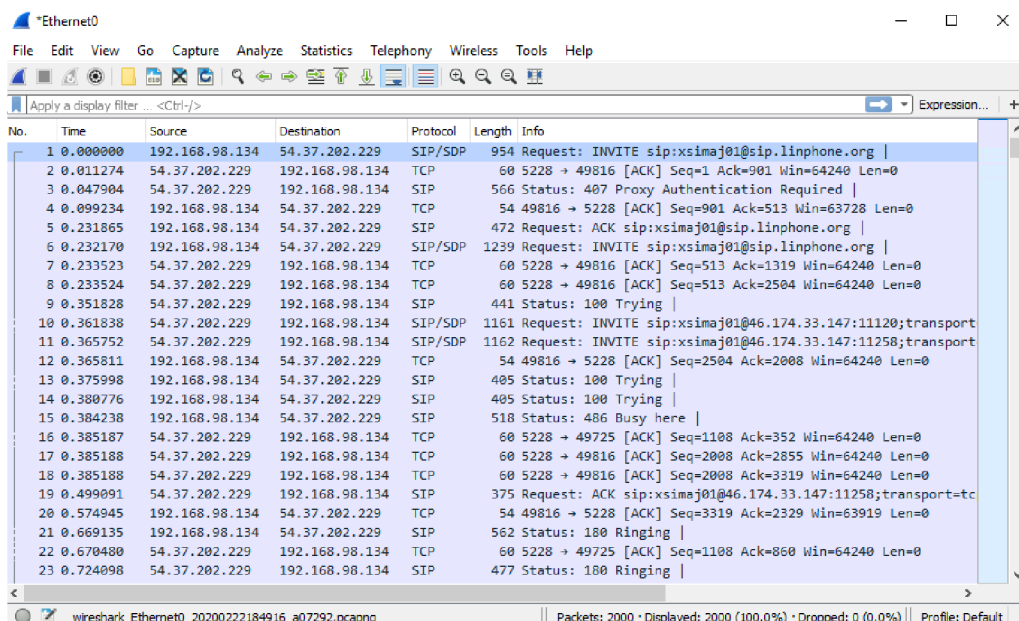 *Ethernet0
File Edit View Go Capture Analyze Statistics Telephony Wireless Tools Help
Apply a display filter ... <Ctrl-/> Expression... +
No. Time Source Destination Protocol Length Info
1 0.000000 192.168.98.134 54.37.202.229 SIP/SDP 954 Request: INVITE sip:xsimaj01@sip.linphone.org |
2 0.011274 54.37.202.229 192.168.98.134 TCP 60 5228 → 49816 [ACK] Seq=1 Ack=901 Win=64240 Len=0
3 0.047904 54.37.202.229 192.168.98.134 SIP 566 Status: 407 Proxy Authentication Required |
4 0.099234 192.168.98.134 54.37.202.229 TCP 54 49816 → 5228 [ACK] Seq=901 Ack=513 Win=63728 Len=0
5 0.231865 192.168.98.134 54.37.202.229 SIP 472 Request: ACK sip:xsimaj01@sip.linphone.org |
6 0.232170 192.168.98.134 54.37.202.229 SIP/SDP 1239 Request: INVITE sip:xsimaj01@sip.linphone.org |
7 0.233523 54.37.202.229 192.168.98.134 TCP 60 5228 → 49816 [ACK] Seq=513 Ack=1319 Win=64240 Len=0
8 0.233524 54.37.202.229 192.168.98.134 TCP 60 5228 → 49816 [ACK] Seq=513 Ack=2504 Win=64240 Len=0
9 0.351828 54.37.202.229 192.168.98.134 SIP 441 Status: 100 Trying |
10 0.361838 54.37.202.229 192.168.98.134 SIP/SDP 1161 Request: INVITE sip:xsimaj01@46.174.33.147:11120;transport
11 0.365752 54.37.202.229 192.168.98.134 SIP/SDP 1162 Request: INVITE sip:xsimaj01@46.174.33.147:11258;transport
12 0.365811 192.168.98.134 54.37.202.229 TCP 54 49816 → 5228 [ACK] Seq=2504 Ack=2008 Win=64240 Len=0
13 0.375998 192.168.98.134 54.37.202.229 SIP 405 Status: 100 Trying |
14 0.380776 192.168.98.134 54.37.202.229 SIP 405 Status: 100 Trying |
15 0.384238 192.168.98.134 54.37.202.229 SIP 518 Status: 486 Busy here |
16 0.385187 54.37.202.229 192.168.98.134 TCP 60 5228 → 49725 [ACK] Seq=1108 Ack=352 Win=64240 Len=0
17 0.385188 54.37.202.229 192.168.98.134 TCP 60 5228 → 49816 [ACK] Seq=2008 Ack=2855 Win=64240 Len=0
18 0.385188 54.37.202.229 192.168.98.134 TCP 60 5228 → 49816 [ACK] Seq=2008 Ack=3319 Win=64240 Len=0
19 0.499091 54.37.202.229 192.168.98.134 SIP 375 Request: ACK sip:xsimaj01@46.174.33.147:11258;transport=tc
20 0.574945 192.168.98.134 54.37.202.229 TCP 54 49816 → 5228 [ACK] Seq=3319 Ack=2329 Win=63919 Len=0
21 0.669135 192.168.98.134 54.37.202.229 SIP 562 Status: 180 Ringing |
22 0.670480 54.37.202.229 192.168.98.134 TCP 60 5228 → 49725 [ACK] Seq=1108 Ack=860 Win=64240 Len=0
23 0.724098 54.37.202.229 192.168.98.134 SIP 477 Status: 180 Ringing |
wireshark_Ethernet0_20200222184916_a07292.pcapng Packets: 2000 · Displayed: 2000 (100.0%) · Dropped: 0 (0.0%) Profile: Default